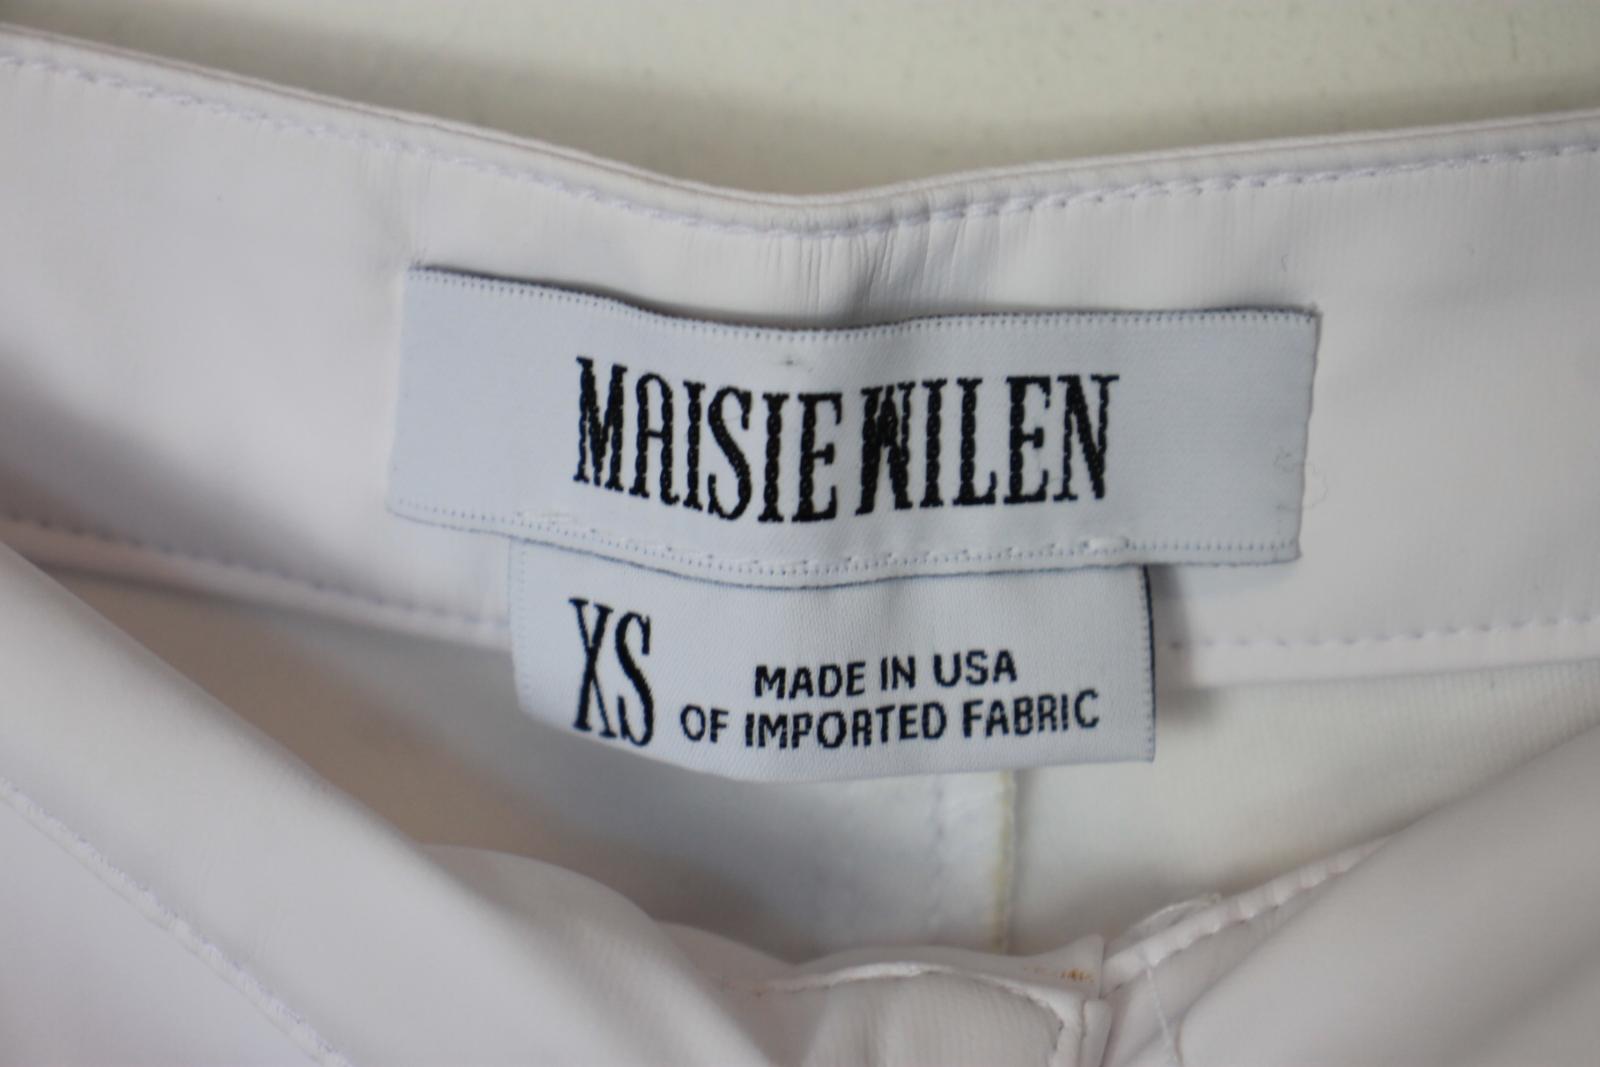 MAISIE WILEN
XS
MADE IN USA
OF IMPORTED FABRIC